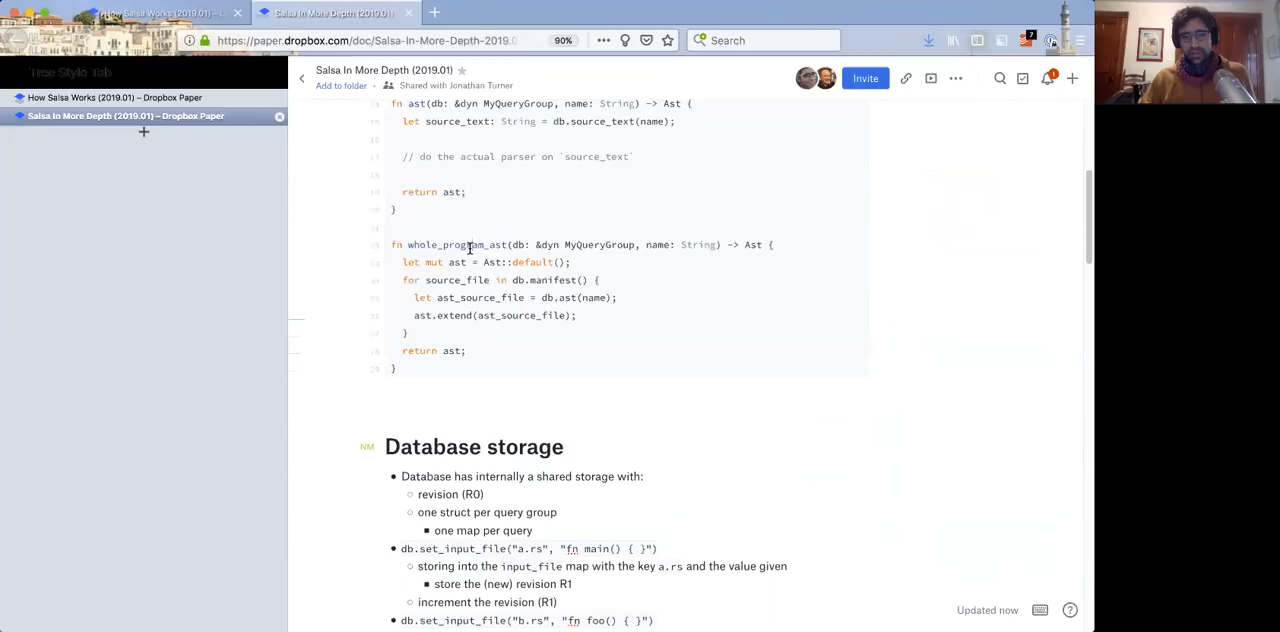 How Salsa Works (2019.01) –
Salsa In More Depth (2019.01)
https://paper.dropbox.com/doc/Salsa-In-More-Depth-2019.0
90%
Search
7
Tree Style Tab
How Salsa Works (2019.01) – Dropbox Paper
Salsa In More Depth (2019.01) – Dropbox Paper
Salsa In More Depth (2019.01)
Add to folder
Shared with Jonathan Turner
Invite
1
fn ast(db: &dyn MyQueryGroup, name: String) -> Ast {
let source_text: String = db.source_text(name);
// do the actual parser on `source_text`
return ast;
}
fn whole_program_ast(db: &dyn MyQueryGroup, name: String) -> Ast {
let mut ast = Ast::default();
for source_file in db.manifest() {
let ast_source_file = db.ast(name);
ast.extend(ast_source_file);
}
return ast;
}
NM
Database storage
• Database has internally a shared storage with:
○ revision (R0)
○ one struct per query group
▪ one map per query
• db.set_input_file("a.rs", "fn main() { }")
○ storing into the input_file map with the key a.rs and the value given
▪ store the (new) revision R1
○ increment the revision (R1)
• db.set_input_file("b.rs", "fn foo() { }")
Updated now